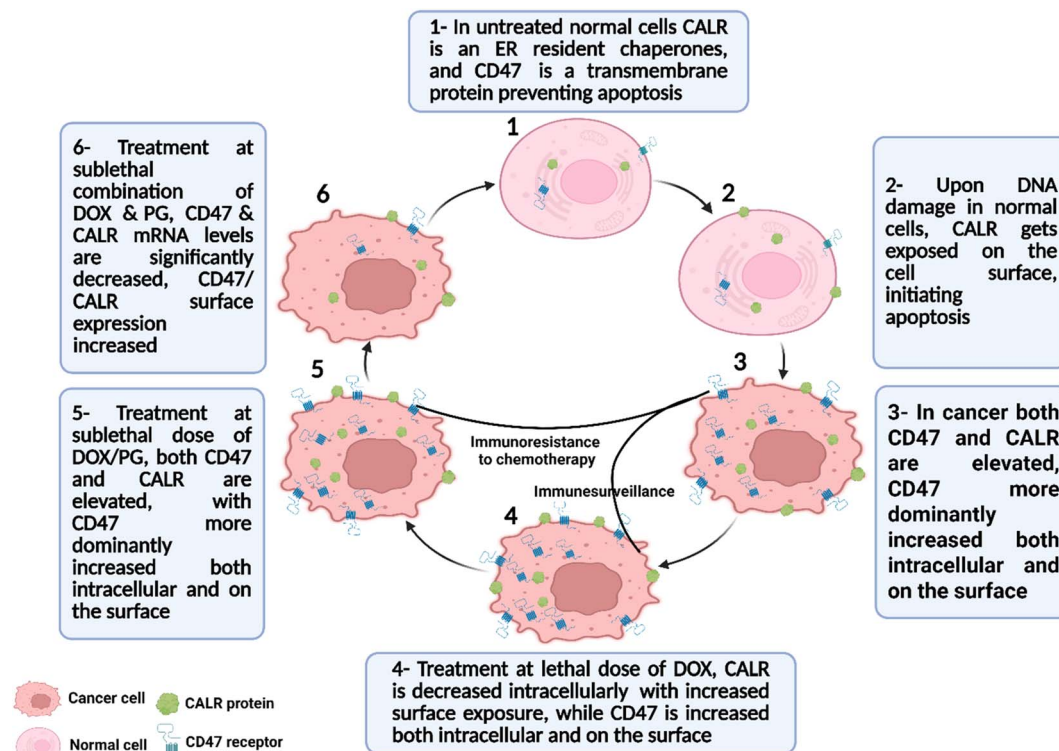 1- In untreated normal cells CALR
is an ER resident chaperones,
and CD47 is a transmembrane
protein preventing apoptosis
1
6- Treatment at
sublethal
combination of
DOX & PG, CD47 &
CALR mRNA levels
are significantly
decreased, CD47/
CALR surface
expression
increased
6
2
2- Upon DNA
damage in normal
cells, CALR gets
exposed on the
cell surface,
initiating
apoptosis
5
3
5- Treatment at
sublethal dose of
DOX/PG, both CD47
and CALR are
elevated, with
CD47 more
dominantly
increased both
intracellular and on
the surface
Immunoresistance
to chemotherapy
Immunesurveillance
3- In cancer both
CD47 and CALR
are elevated,
CD47 more
dominantly
increased both
intracellular and
on the surface
4
4- Treatment at lethal dose of DOX, CALR
is decreased intracellularly with increased
surface exposure, while CD47 is increased
both intracellular and on the surface
Cancer cell
CALR protein
Normal cell
CD47 receptor